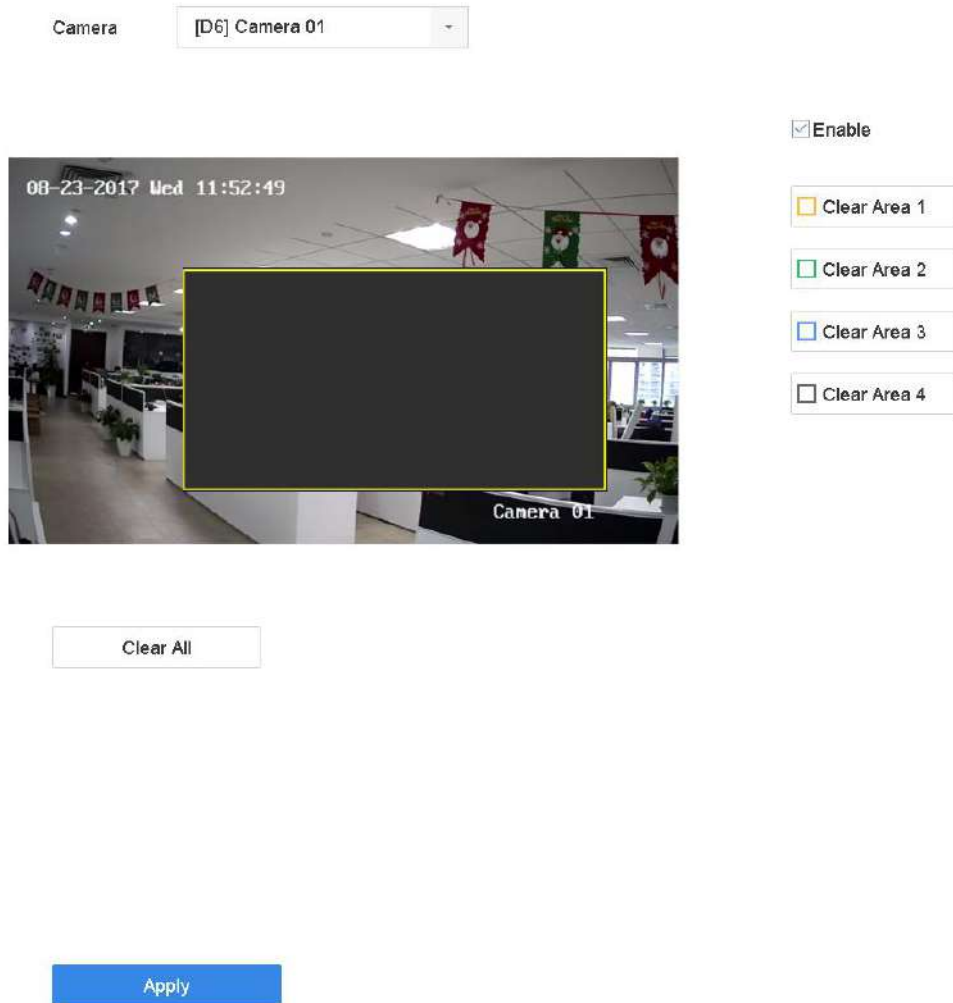 Camera
[D6] Camera 01
Enable
08-23-2017 Wed 11:52:49
Clear Area 1
Clear Area 2
Clear Area 3
Clear Area 4
Camera 01
Clear All
Apply